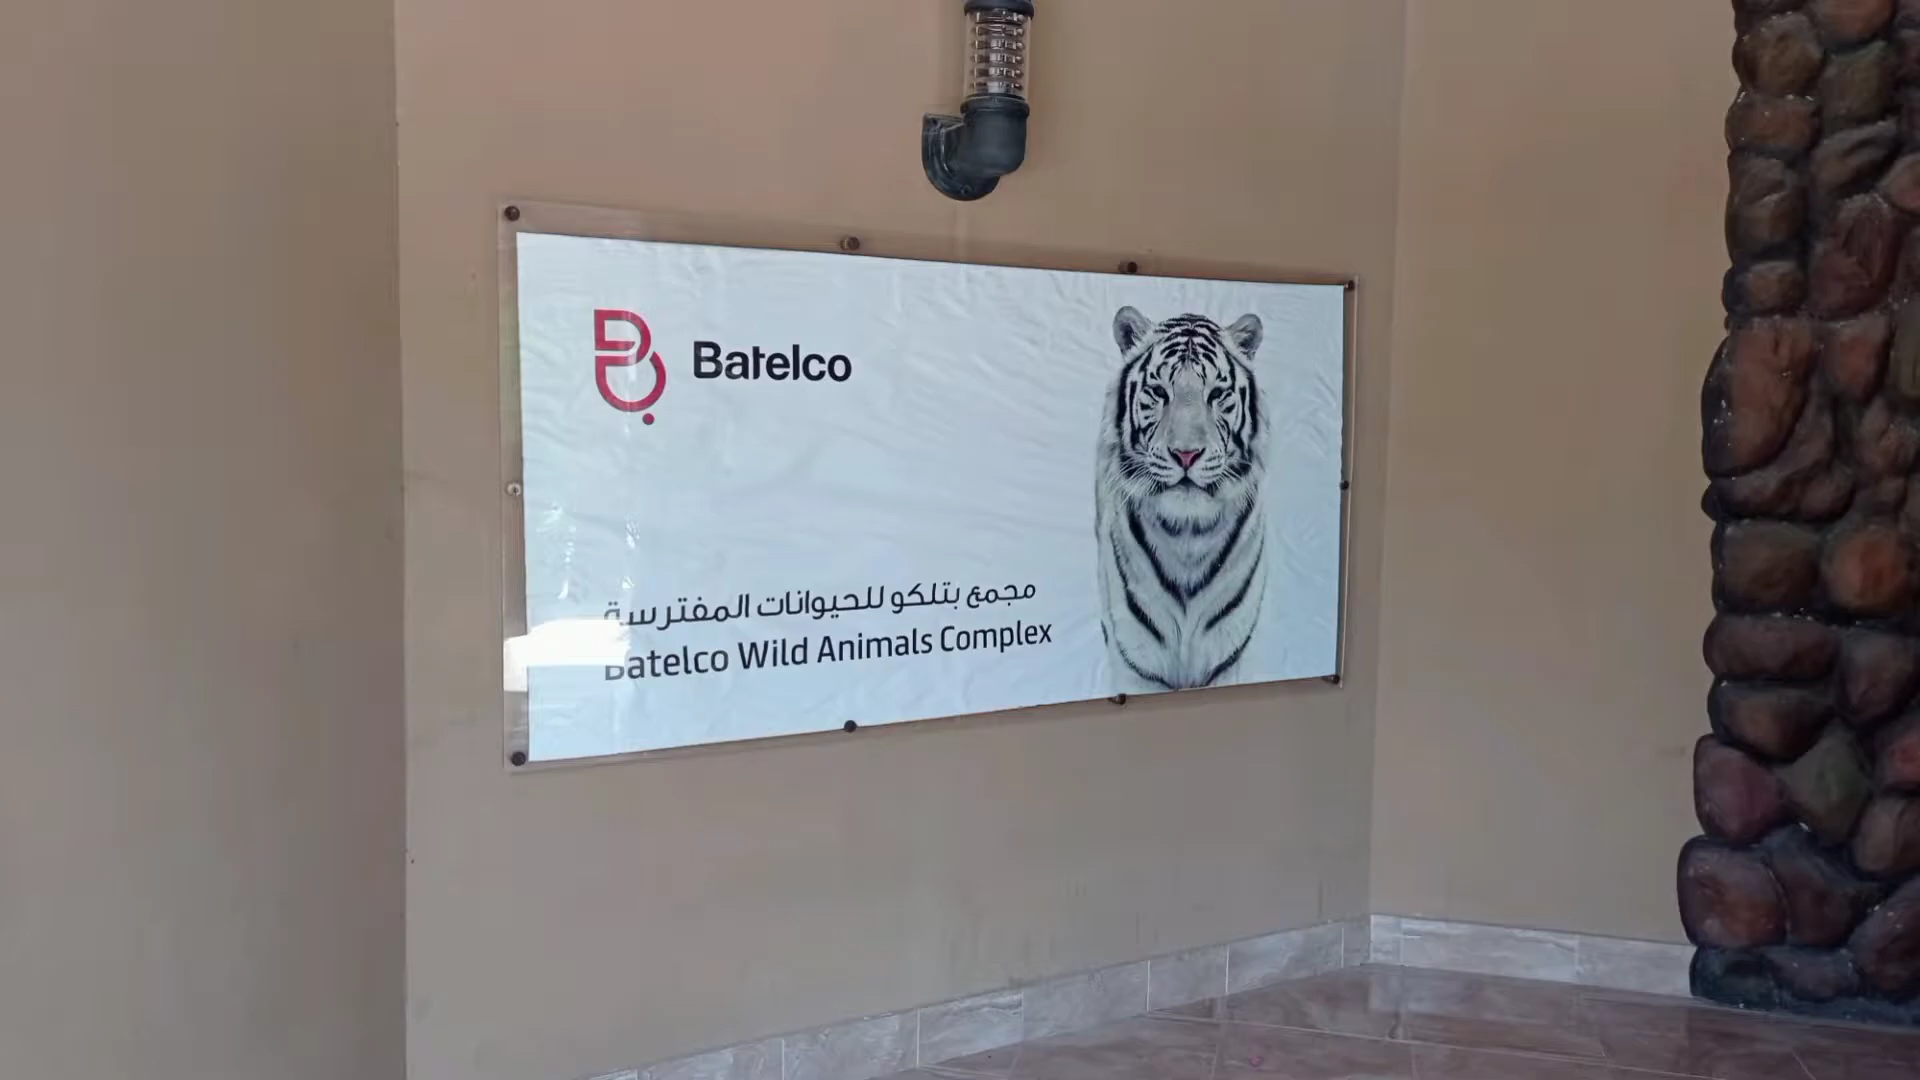 Batelco
مجمع بتلكو للحيوانات المفترسة
Batelco Wild Animals Complex